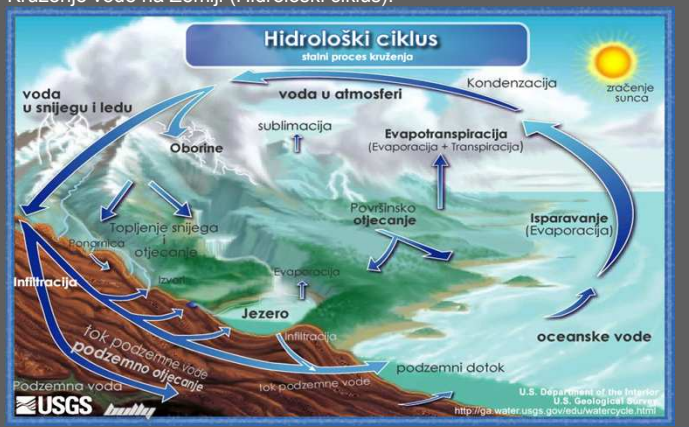 Kruženje vode na Zemlji (Hidrološki ciklus).
Hidrološki ciklus
stalni proces kruženja
voda
u snijegu i ledu
voda u atmosferi
Kondenzacija
zračenje
sunca
Oborine
sublimacija
Evapotranspiracija
(Evaporacija + Transpiracija)
Topljenje snijega
i
otjecanje
Površinsko
otjecanje
Isparavanje
(Evaporacija)
Ponornica
Infiltracija
Izvori
Evaporacija
Jezero
Infiltracija
oceanske vode
tok podzemne vode
podzemno otjecanje
tok podzemne vode
podzemni dotok
Podzemna voda
USGS
U.S. Department of the Interior
U.S. Geological Survey
http://ga.water.usgs.gov/edu/watercycle.html